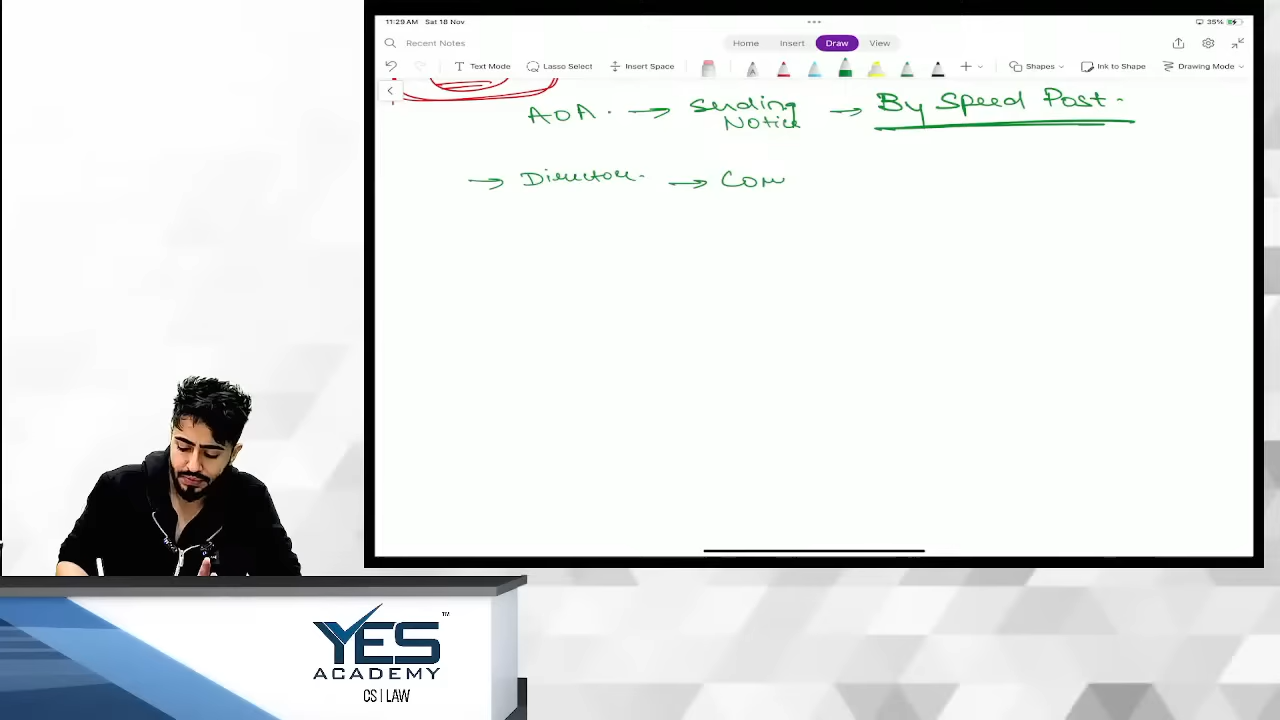 11:29 AM Sat 18 Nov
35%
Recent Notes
Home Insert Draw View
Text Mode Lasso Select Insert Space Shapes Ink to Shape Drawing Mode
AOA. → Sending Notice → By Speed Post.
→ Director. → Com
YES
TM
ACADEMY
CS | LAW